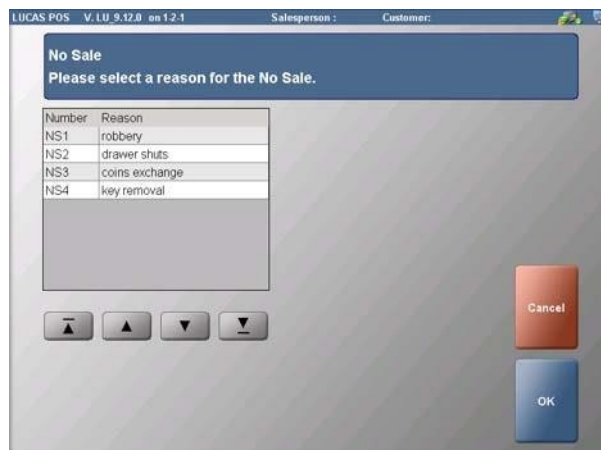 LUCAS POS V. LU_9.12.0 on 1-2-1 Salesperson : Customer:
No Sale
Please select a reason for the No Sale.
Number Reason
NS1 robbery
NS2 drawer shuts
NS3 coins exchange
NS4 key removal
Cancel
OK